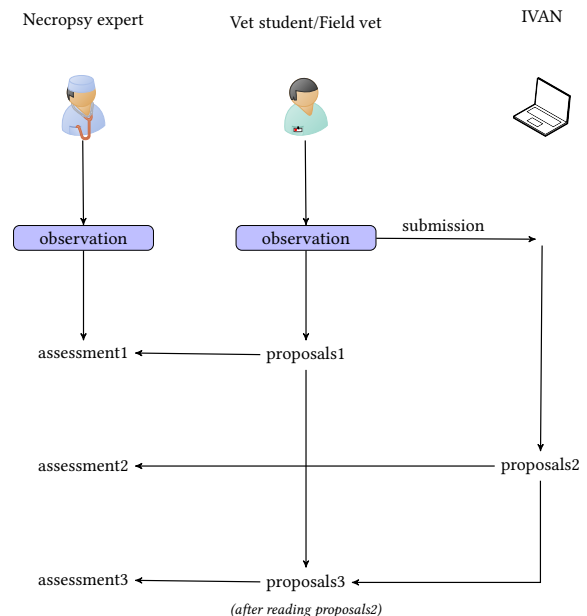 Necropsy expert
Vet student/Field vet
IVAN
observation
observation
submission
assessment1
proposals1
assessment2
proposals2
assessment3
proposals3
(after reading proposals2)